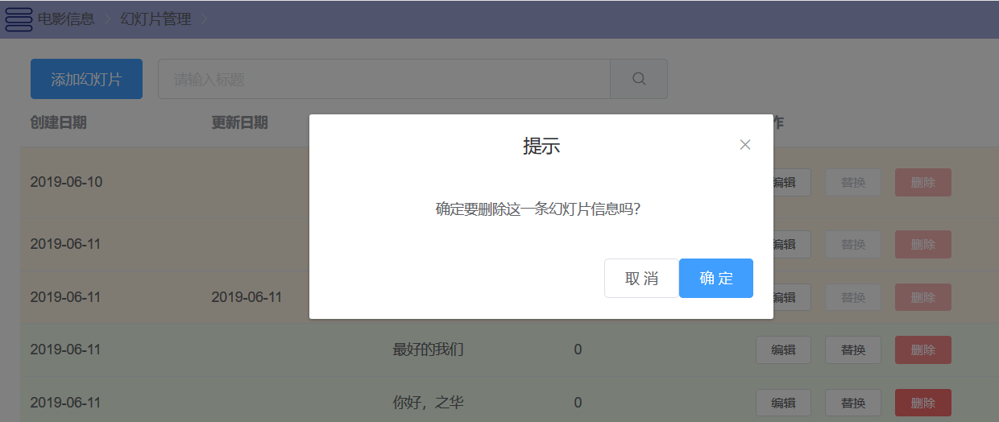 电影信息 > 幻灯片管理 >
添加幻灯片 请输入标题
创建日期 更新日期 作
提示
2019-06-10 编辑 替换 删除
确定要删除这一条幻灯片信息吗？
2019-06-11 编辑 替换 删除
取消 确定
2019-06-11 2019-06-11 编辑 替换 删除
2019-06-11 最好的我们 0 编辑 替换 删除
2019-06-11 你好，之华 0 编辑 替换 删除